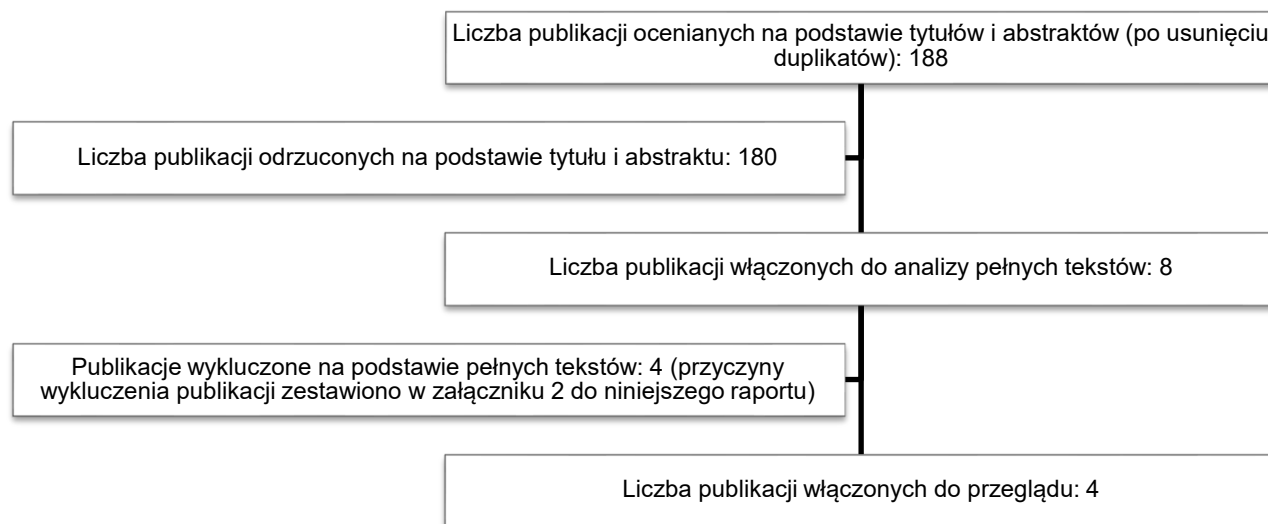 Liczba publikacji ocenianych na podstawie tytułów i abstraktów (po usunięciu
duplikatów): 188
Liczba publikacji odrzuconych na podstawie tytułu i abstraktu: 180
Liczba publikacji włączonych do analizy pełnych tekstów: 8
Publikacje wykluczone na podstawie pełnych tekstów: 4 (przyczyny
wykluczenia publikacji zestawiono w załączniku 2 do niniejszego raportu)
Liczba publikacji włączonych do przeglądu: 4